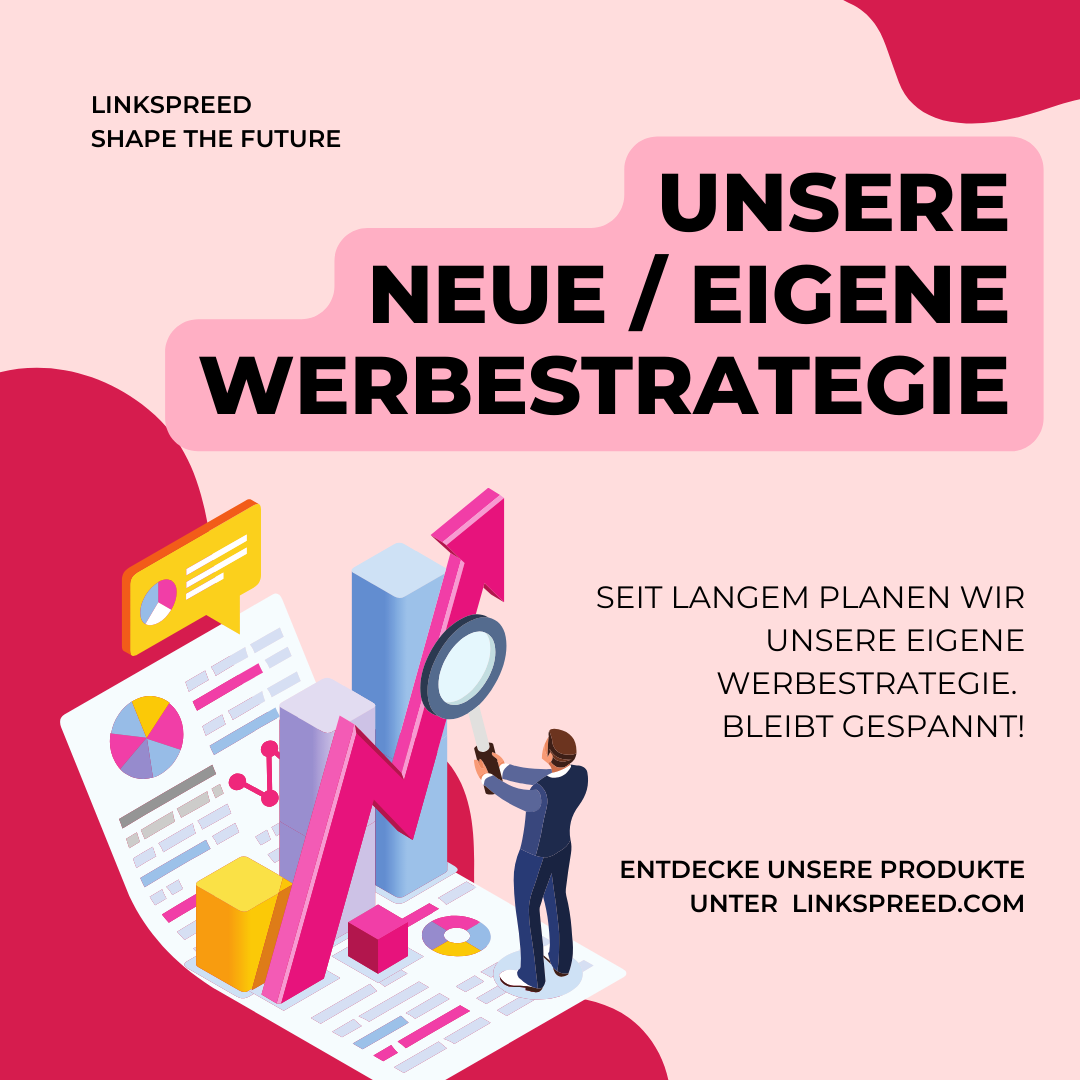 LINKSPREED
SHAPE THE FUTURE
UNSERE
NEUE / EIGENE
WERBESTRATEGIE
SEIT LANGEM PLANEN WIR
UNSERE EIGENE
WERBESTRATEGIE.
BLEIBT GESPANNT!
ENTDECKE UNSERE PRODUKTE
UNTER LINKSPREED.COM